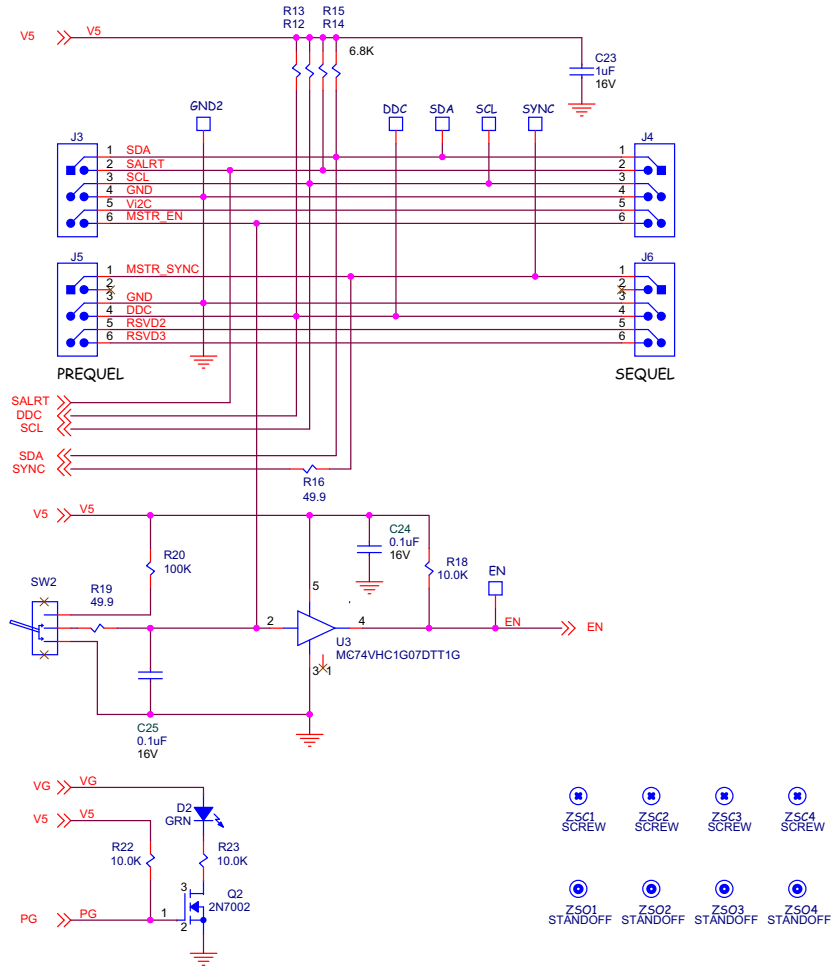 R13 R15
R12 R14
V5 V5
6.8K
C23
1uF
16V
GND2 DDC SDA SCL SYNC
J3 J4
1 SDA 1
2 SALRT 2
3 SCL 3
4 GND 4
5 Vi2C 5
6 MSTR_EN 6
J5 J6
1 MSTR_SYNC 1
2 2
3 GND 3
4 DDC 4
5 RSVD2 5
6 RSVD3 6
PREQUEL SEQUEL
SALRT
DDC
SCL
SDA
SYNC
R16
49.9
V5 V5
C24
0.1uF
16V
R20
100K
R18
10.0K
SW2
R19
49.9
EN
5
2 4
EN EN
U3
MC74VHC1G07DTT1G
3 1
C25
0.1uF
16V
VG VG
D2
GRN
V5 V5
R22
10.0K
R23
10.0K
3
Q2
2N7002
PG PG 1
2
ZSC1 ZSC2 ZSC3 ZSC4
SCREW SCREW SCREW SCREW
ZSO1 ZSO2 ZSO3 ZSO4
STANDOFF STANDOFF STANDOFF STANDOFF